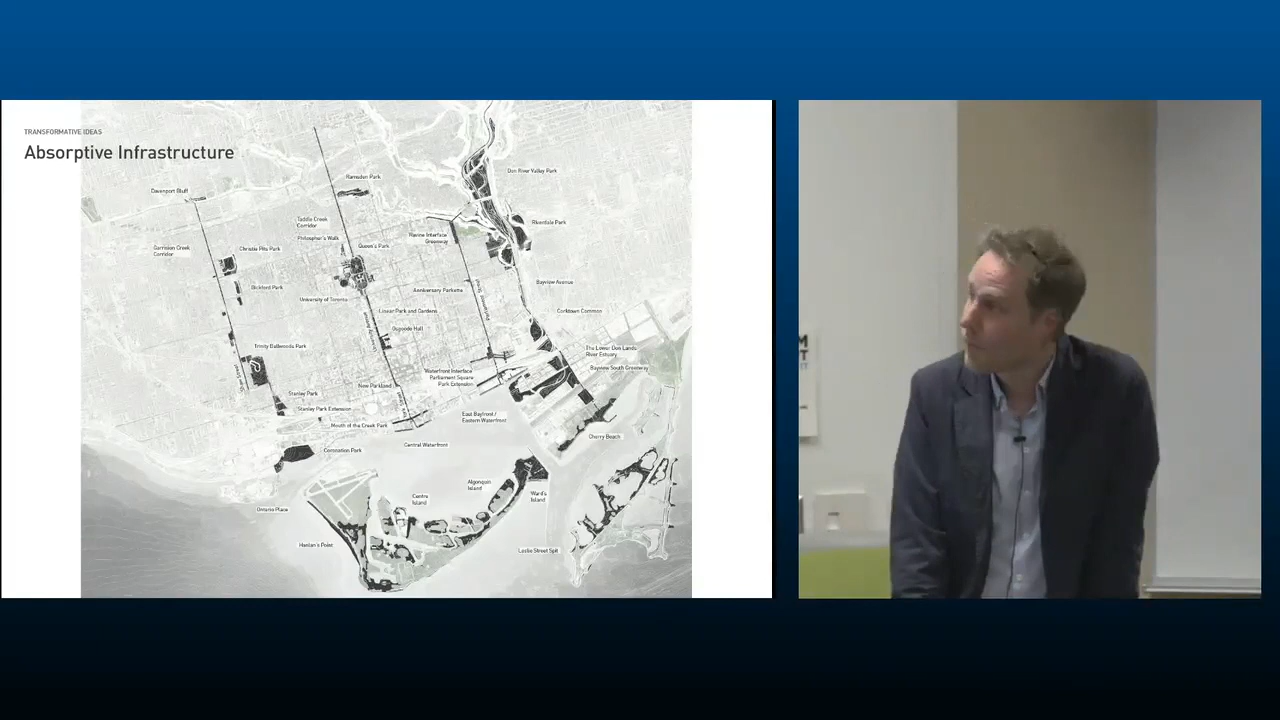 TRANSFORMATIVE IDEAS
Absorptive Infrastructure
Don River Valley Park
Ramsden Park
Davenport Bluff
Taddle Creek
Corridor
Riverdale Park
Philosopher's Walk
Ravine Interface
Greenway
Queen's Park
Garrison Creek
Corridor
Christie Pits Park
Bickford Park
Bayview Avenue
Anniversary Parkette
University of Toronto
Linear Park and Gardens
Corktown Common
Osgoode Hall
Trinity Bellwoods Park
The Lower Don Lands
River Estuary
Bayview South Greenway
Waterfront Interface
Parliament Square
Park Extension
New Parkland
Stanley Park
Stanley Park Extension
Mouth of the Creek Park
East Bayfront /
Eastern Waterfront
Cherry Beach
Central Waterfront
Coronation Park
Algonquin
Island
Ward's
Island
Centre
Island
Ontario Place
Hanlan's Point
Leslie Street Spit
M
T